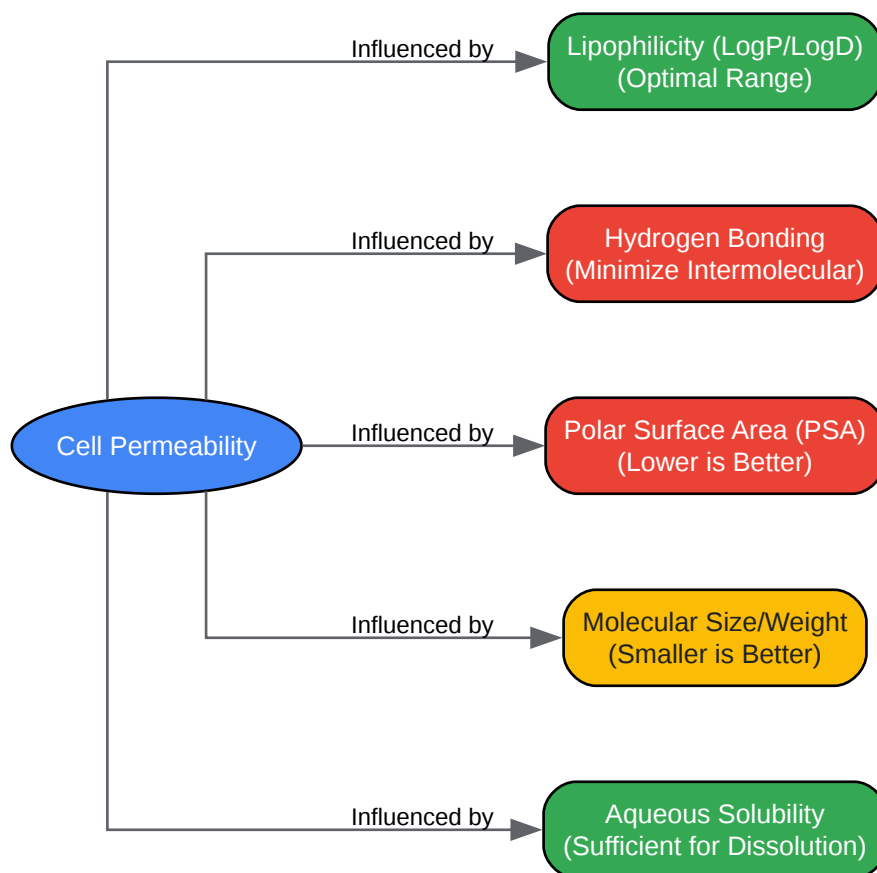 Influenced by
Lipophilicity (LogP/LogD)
(Optimal Range)
Influenced by
Hydrogen Bonding
(Minimize Intermolecular)
Cell Permeability
Influenced by
Polar Surface Area (PSA)
(Lower is Better)
Influenced by
Molecular Size/Weight
(Smaller is Better)
Influenced by
Aqueous Solubility
(Sufficient for Dissolution)